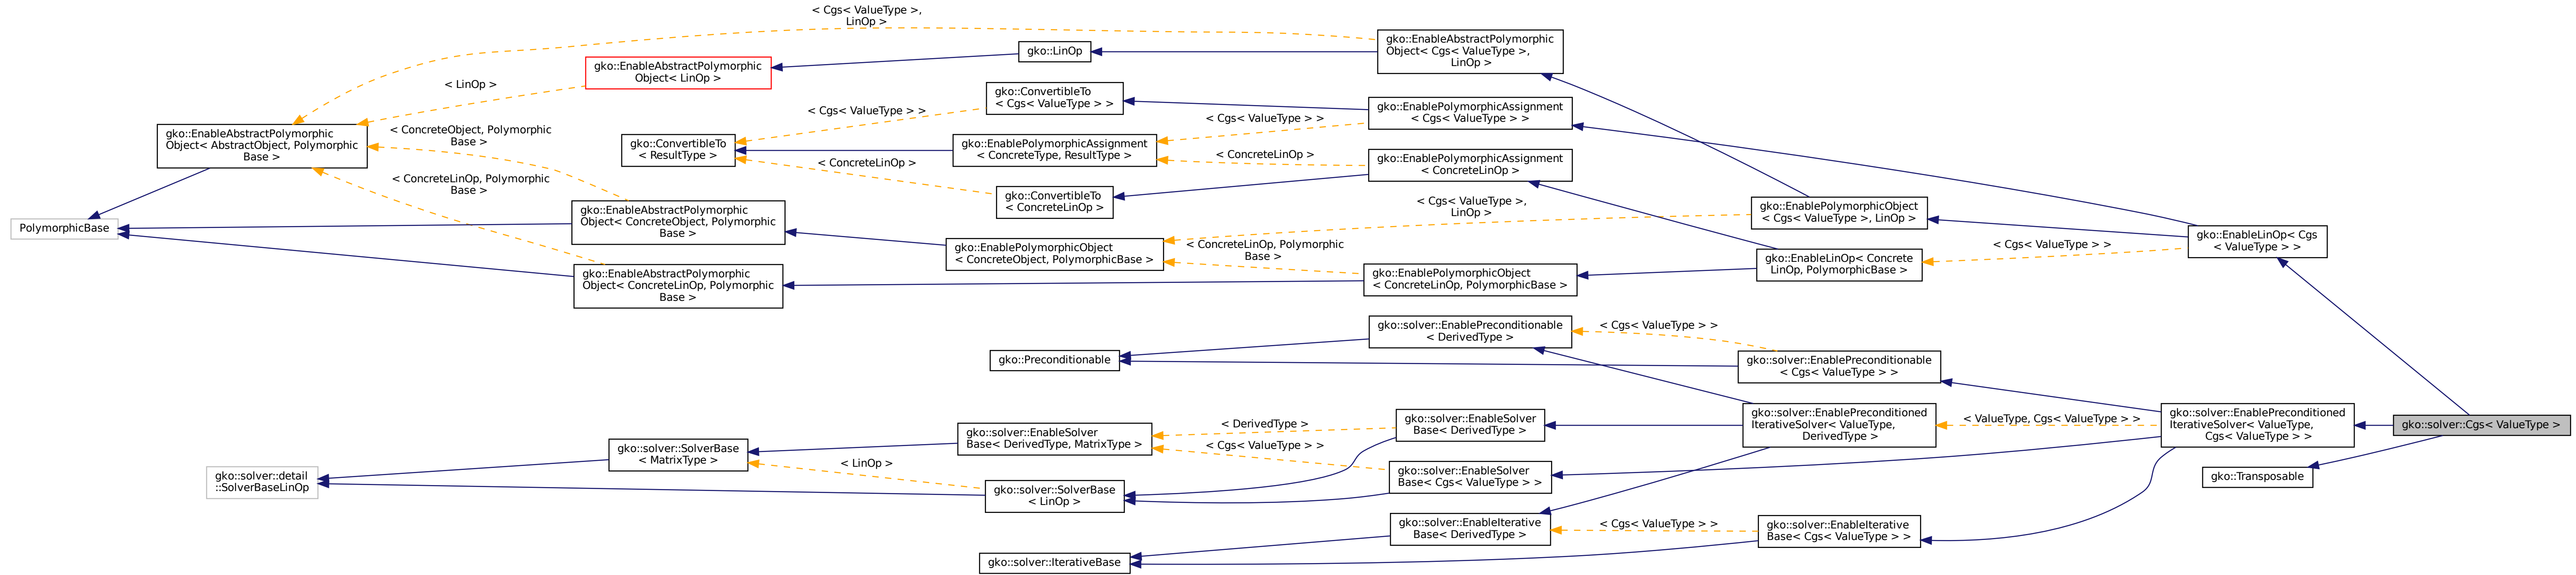 PolymorphicBase
gko::EnableAbstractPolymorphic
Object< AbstractObject, Polymorphic
Base >
< Cgs< ValueType >,
LinOp >
< LinOp >
< ConcreteObject, Polymorphic
Base >
< ConcreteLinOp, Polymorphic
Base >
gko::EnableAbstractPolymorphic
Object< LinOp >
gko::EnableAbstractPolymorphic
Object< ConcreteObject, Polymorphic
Base >
gko::EnableAbstractPolymorphic
Object< ConcreteLinOp, Polymorphic
Base >
gko::ConvertibleTo
< ResultType >
< Cgs< ValueType > >
< ConcreteLinOp >
gko::LinOp
gko::ConvertibleTo
< Cgs< ValueType > >
gko::EnablePolymorphicAssignment
< ConcreteType, ResultType >
gko::ConvertibleTo
< ConcreteLinOp >
gko::EnablePolymorphicObject
< ConcreteObject, PolymorphicBase >
< Cgs< ValueType > >
< ConcreteLinOp >
< Cgs< ValueType >,
LinOp >
< ConcreteLinOp, Polymorphic
Base >
gko::EnableAbstractPolymorphic
Object< Cgs< ValueType >,
LinOp >
gko::EnablePolymorphicAssignment
< Cgs< ValueType > >
gko::EnablePolymorphicAssignment
< ConcreteLinOp >
gko::EnablePolymorphicObject
< ConcreteLinOp, PolymorphicBase >
gko::EnablePolymorphicObject
< Cgs< ValueType >, LinOp >
gko::EnableLinOp< Concrete
LinOp, PolymorphicBase >
< Cgs< ValueType > >
gko::EnableLinOp< Cgs
< ValueType > >
gko::Preconditionable
gko::solver::EnablePreconditionable
< DerivedType >
< Cgs< ValueType > >
gko::solver::EnablePreconditionable
< Cgs< ValueType > >
gko::solver::detail
::SolverBaseLinOp
gko::solver::SolverBase
< MatrixType >
< LinOp >
gko::solver::EnableSolver
Base< DerivedType, MatrixType >
gko::solver::SolverBase
< LinOp >
< DerivedType >
< Cgs< ValueType > >
gko::solver::EnableSolver
Base< DerivedType >
gko::solver::EnableSolver
Base< Cgs< ValueType > >
gko::solver::EnablePreconditioned
IterativeSolver< ValueType,
DerivedType >
< ValueType, Cgs< ValueType > >
gko::solver::EnablePreconditioned
IterativeSolver< ValueType,
Cgs< ValueType > >
gko::solver::Cgs< ValueType >
gko::Transposable
gko::solver::IterativeBase
gko::solver::EnableIterative
Base< DerivedType >
< Cgs< ValueType > >
gko::solver::EnableIterative
Base< Cgs< ValueType > >